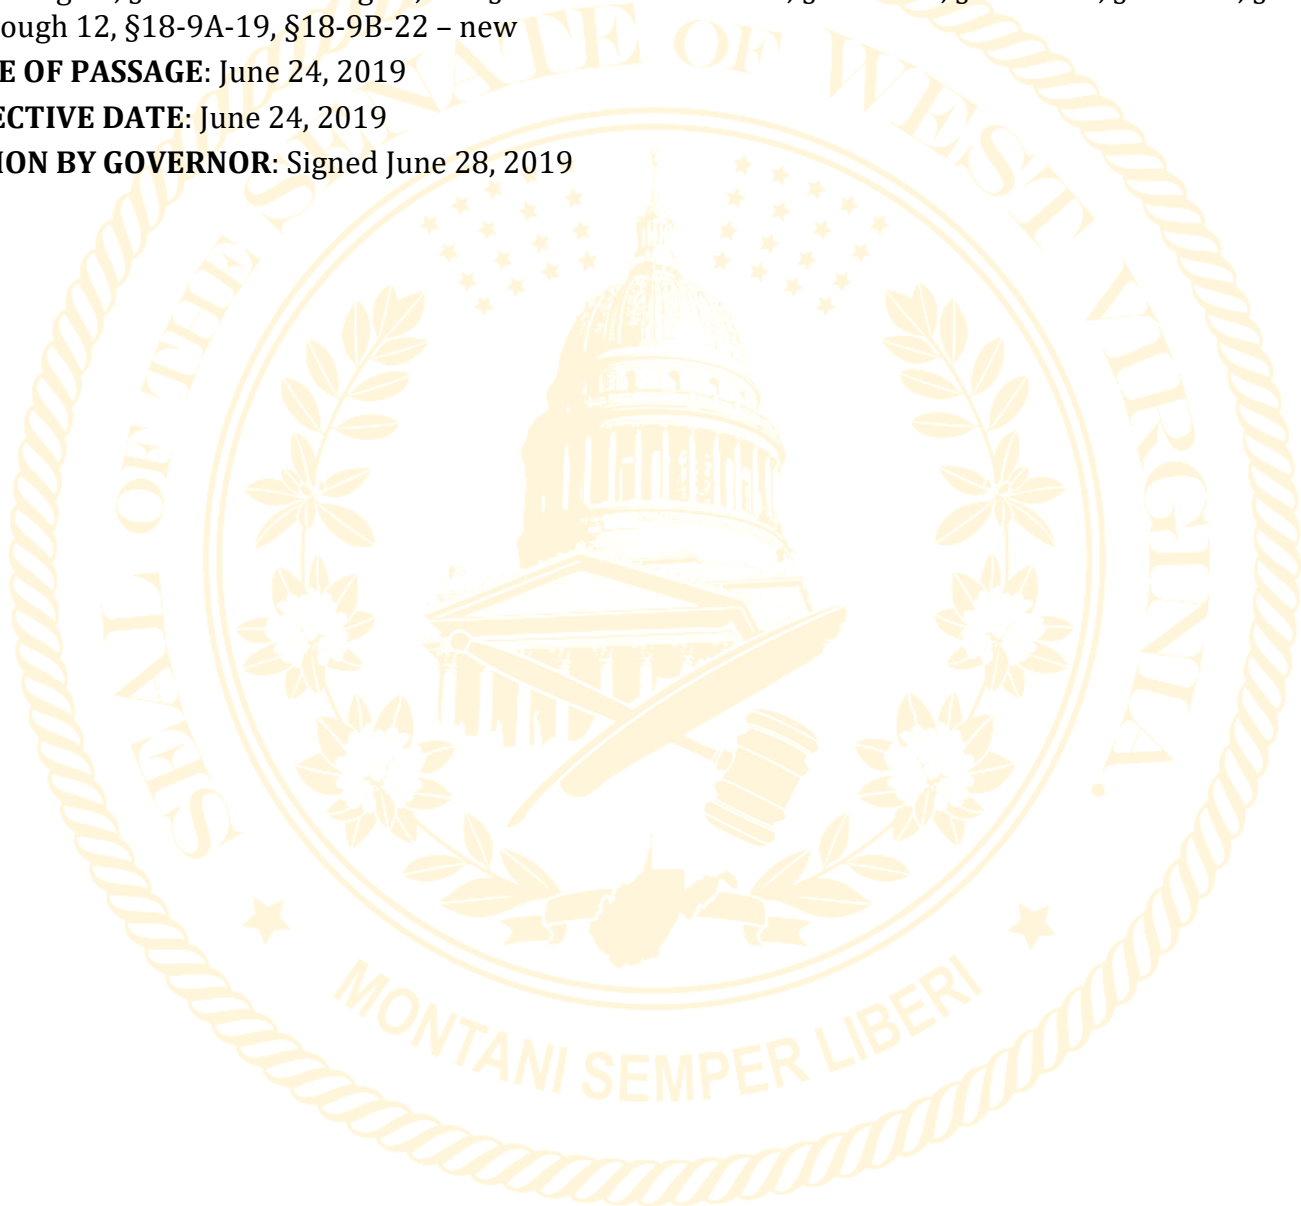 ough 12, §18-9A-19, §18-9B-22 – new
E OF PASSAGE: June 24, 2019
ECTIVE DATE: June 24, 2019
ION BY GOVERNOR: Signed June 28, 2019
SEAL OF THE SENATE OF WEST VIRGINIA
MONTANI SEMPER LIBERI